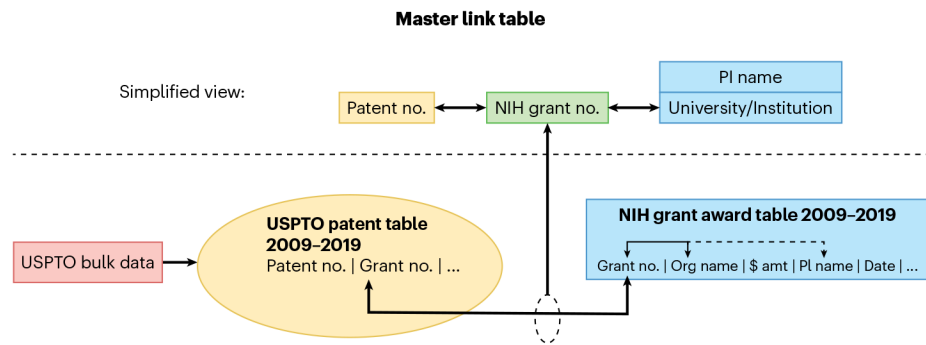 Master link table
Simplified view:
Patent no.
NIH grant no.
PI name
University/Institution
USPTO bulk data
USPTO patent table
2009–2019
Patent no. | Grant no. | ...
NIH grant award table 2009–2019
Grant no. | Org name | $ amt | PI name | Date | ...